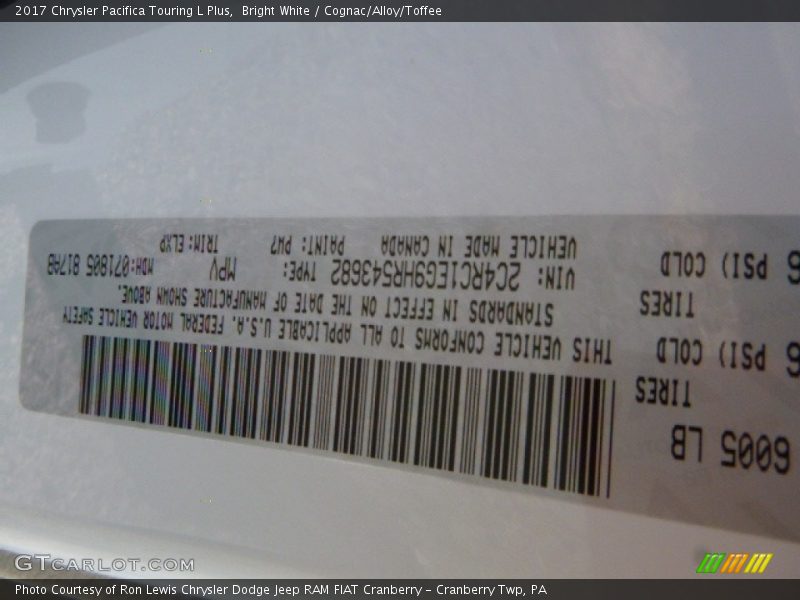 2017 Chrysler Pacifica Touring L Plus, Bright White / Cognac/Alloy/Toffee
6005 LB
TIRES
PSI) COLD
TIRES
PSI) COLD
THIS VEHICLE CONFORMS TO ALL APPLICABLE U.S.A. FEDERAL MOTOR VEHICLE SAFETY
STANDARDS IN EFFECT ON THE DATE OF MANUFACTURE SHOWN ABOVE.
VIN: 2C4RC1EG9HR543682 TYPE: MPV MDH:071806 817AB
VEHICLE MADE IN CANADA PAINT: PW7 TRIM:ELXP
GTCARLOT.COM
Photo Courtesy of Ron Lewis Chrysler Dodge Jeep RAM FIAT Cranberry – Cranberry Twp, PA